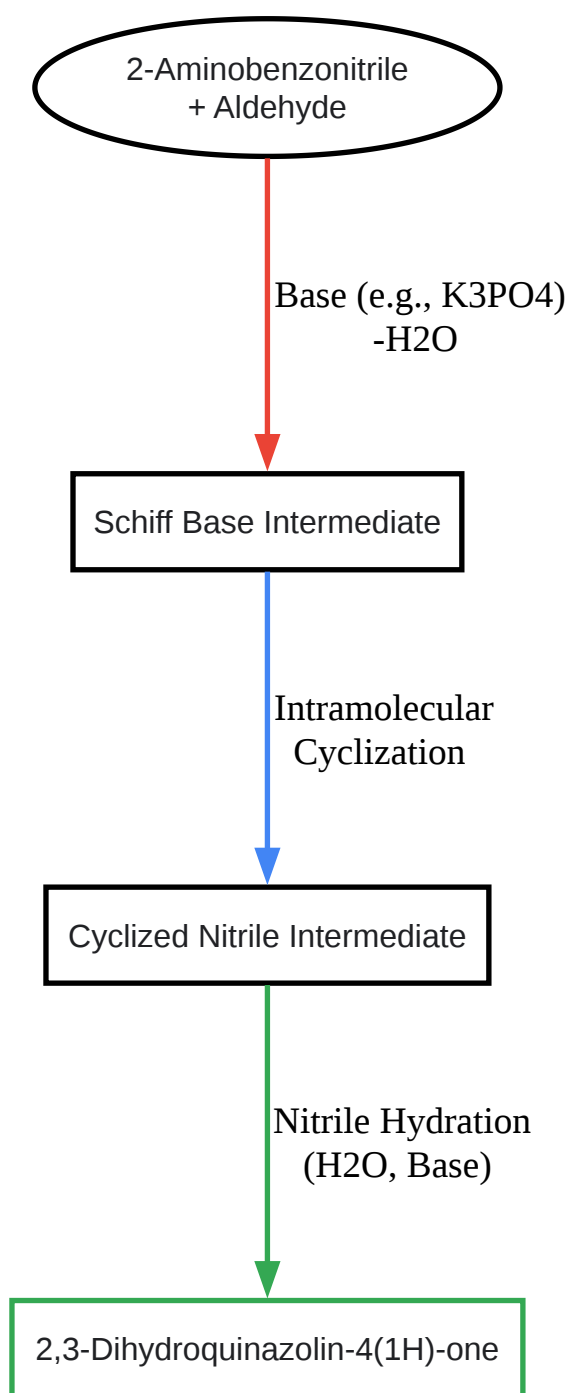 2-Aminobenzonitrile
+ Aldehyde
Base (e.g., K3PO4)
-H2O
Schiff Base Intermediate
Intramolecular
Cyclization
Cyclized Nitrile Intermediate
Nitrile Hydration
(H2O, Base)
2,3-Dihydroquinazolin-4(1H)-one